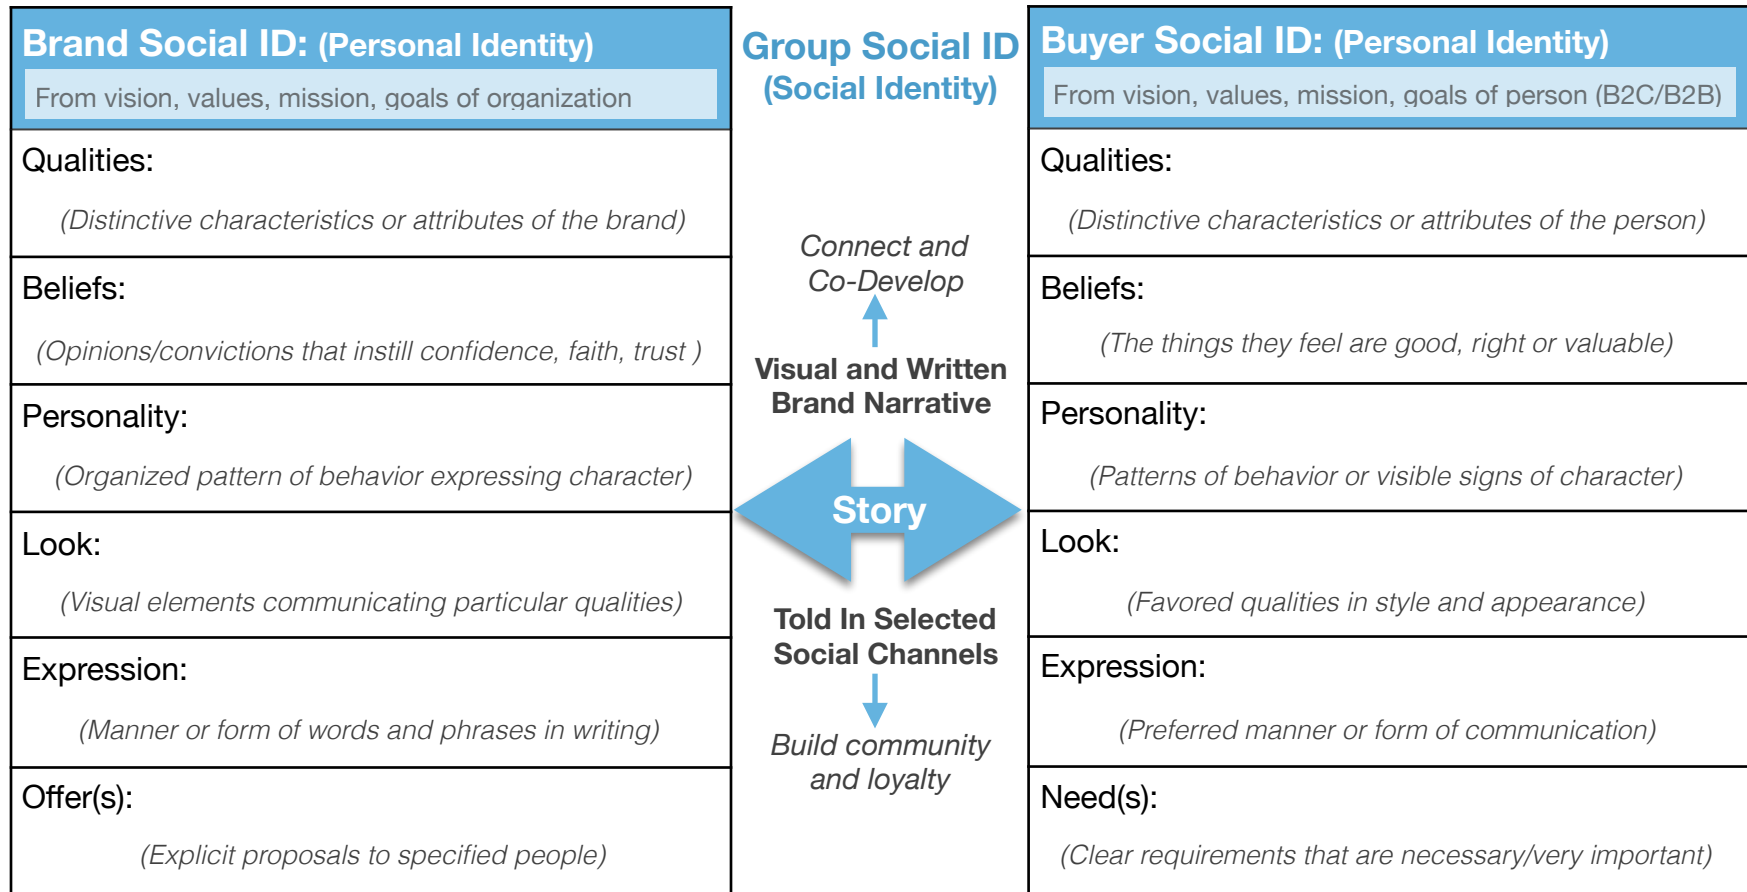 Brand Social ID: (Personal Identity)
From vision, values, mission, goals of organization
Qualities:
(Distinctive characteristics or attributes of the brand)
Beliefs:
(Opinions/convictions that instill confidence, faith, trust )
Personality:
(Organized pattern of behavior expressing character)
Look:
(Visual elements communicating particular qualities)
Expression:
(Manner or form of words and phrases in writing)
Offer(s):
(Explicit proposals to specified people)
Group Social ID
(Social Identity)
Connect and
Co-Develop
Visual and Written
Brand Narrative
Story
Told In Selected
Social Channels
Build community
and loyalty
Buyer Social ID: (Personal Identity)
From vision, values, mission, goals of person (B2C/B2B)
Qualities:
(Distinctive characteristics or attributes of the person)
Beliefs:
(The things they feel are good, right or valuable)
Personality:
(Patterns of behavior or visible signs of character)
Look:
(Favored qualities in style and appearance)
Expression:
(Preferred manner or form of communication)
Need(s):
(Clear requirements that are necessary/very important)